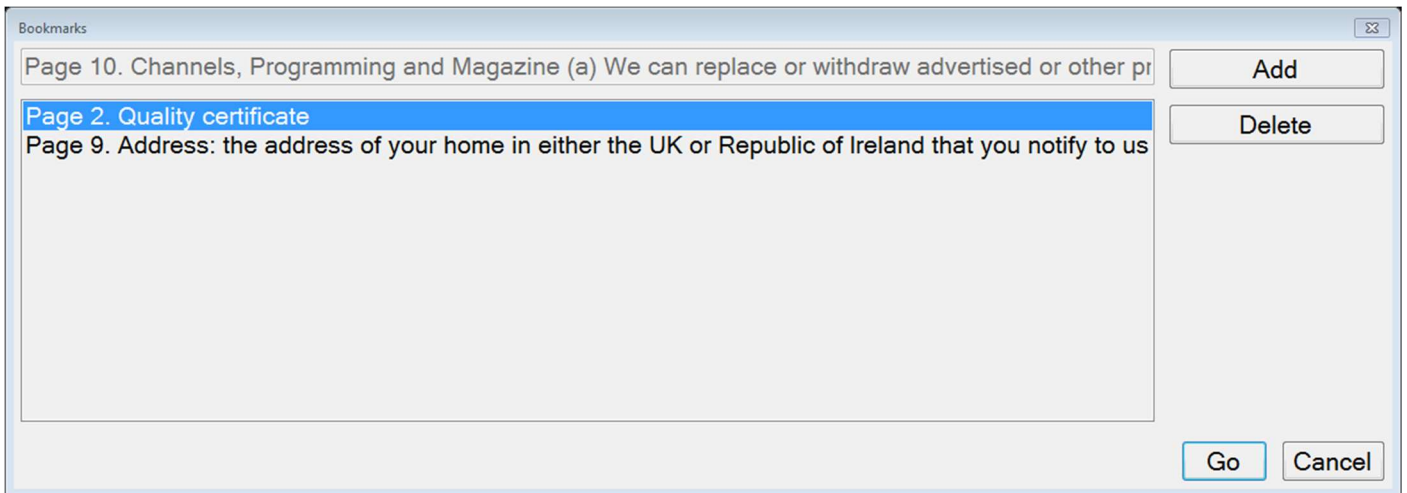 Bookmarks
Page 10. Channels, Programming and Magazine (a) We can replace or withdraw advertised or other pr
Add
Page 2. Quality certificate
Delete
Page 9. Address: the address of your home in either the UK or Republic of Ireland that you notify to us
Go
Cancel